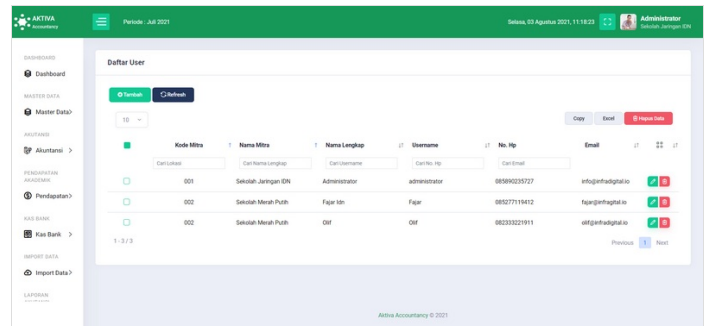 AKTIVA
Accountancy
Periode : Juli 2021
Selasa, 03 Agustus 2021, 11:18:23
Administrator
Sekolah Jaringan IDN
DASHBOARD
Dashboard
MASTER DATA
Master Data
AKUTANSI
Akuntansi
PENDAPATAN AKADEMIK
Pendapatan
KAS BANK
Kas Bank
IMPORT DATA
Import Data
LAPORAN
Daftar User
Tambah Refresh
10
Copy Excel Hapus Data
Kode Mitra Nama Mitra Nama Lengkap Username No. Hp Email
Cari Lokasi Cari Nama Lengkap Cari Username Cari No. Hp Cari Email
001 Sekolah Jaringan IDN Administrator administrator 085890235727 info@infradigital.io
002 Sekolah Merah Putih Fajar Idn Fajar 085277119412 fajar@infragital.io
002 Sekolah Merah Putih Olif Olif 082333221911 olif@infradigital.io
1 - 3 / 3
Previous 1 Next
Aktiva Accountancy © 2021